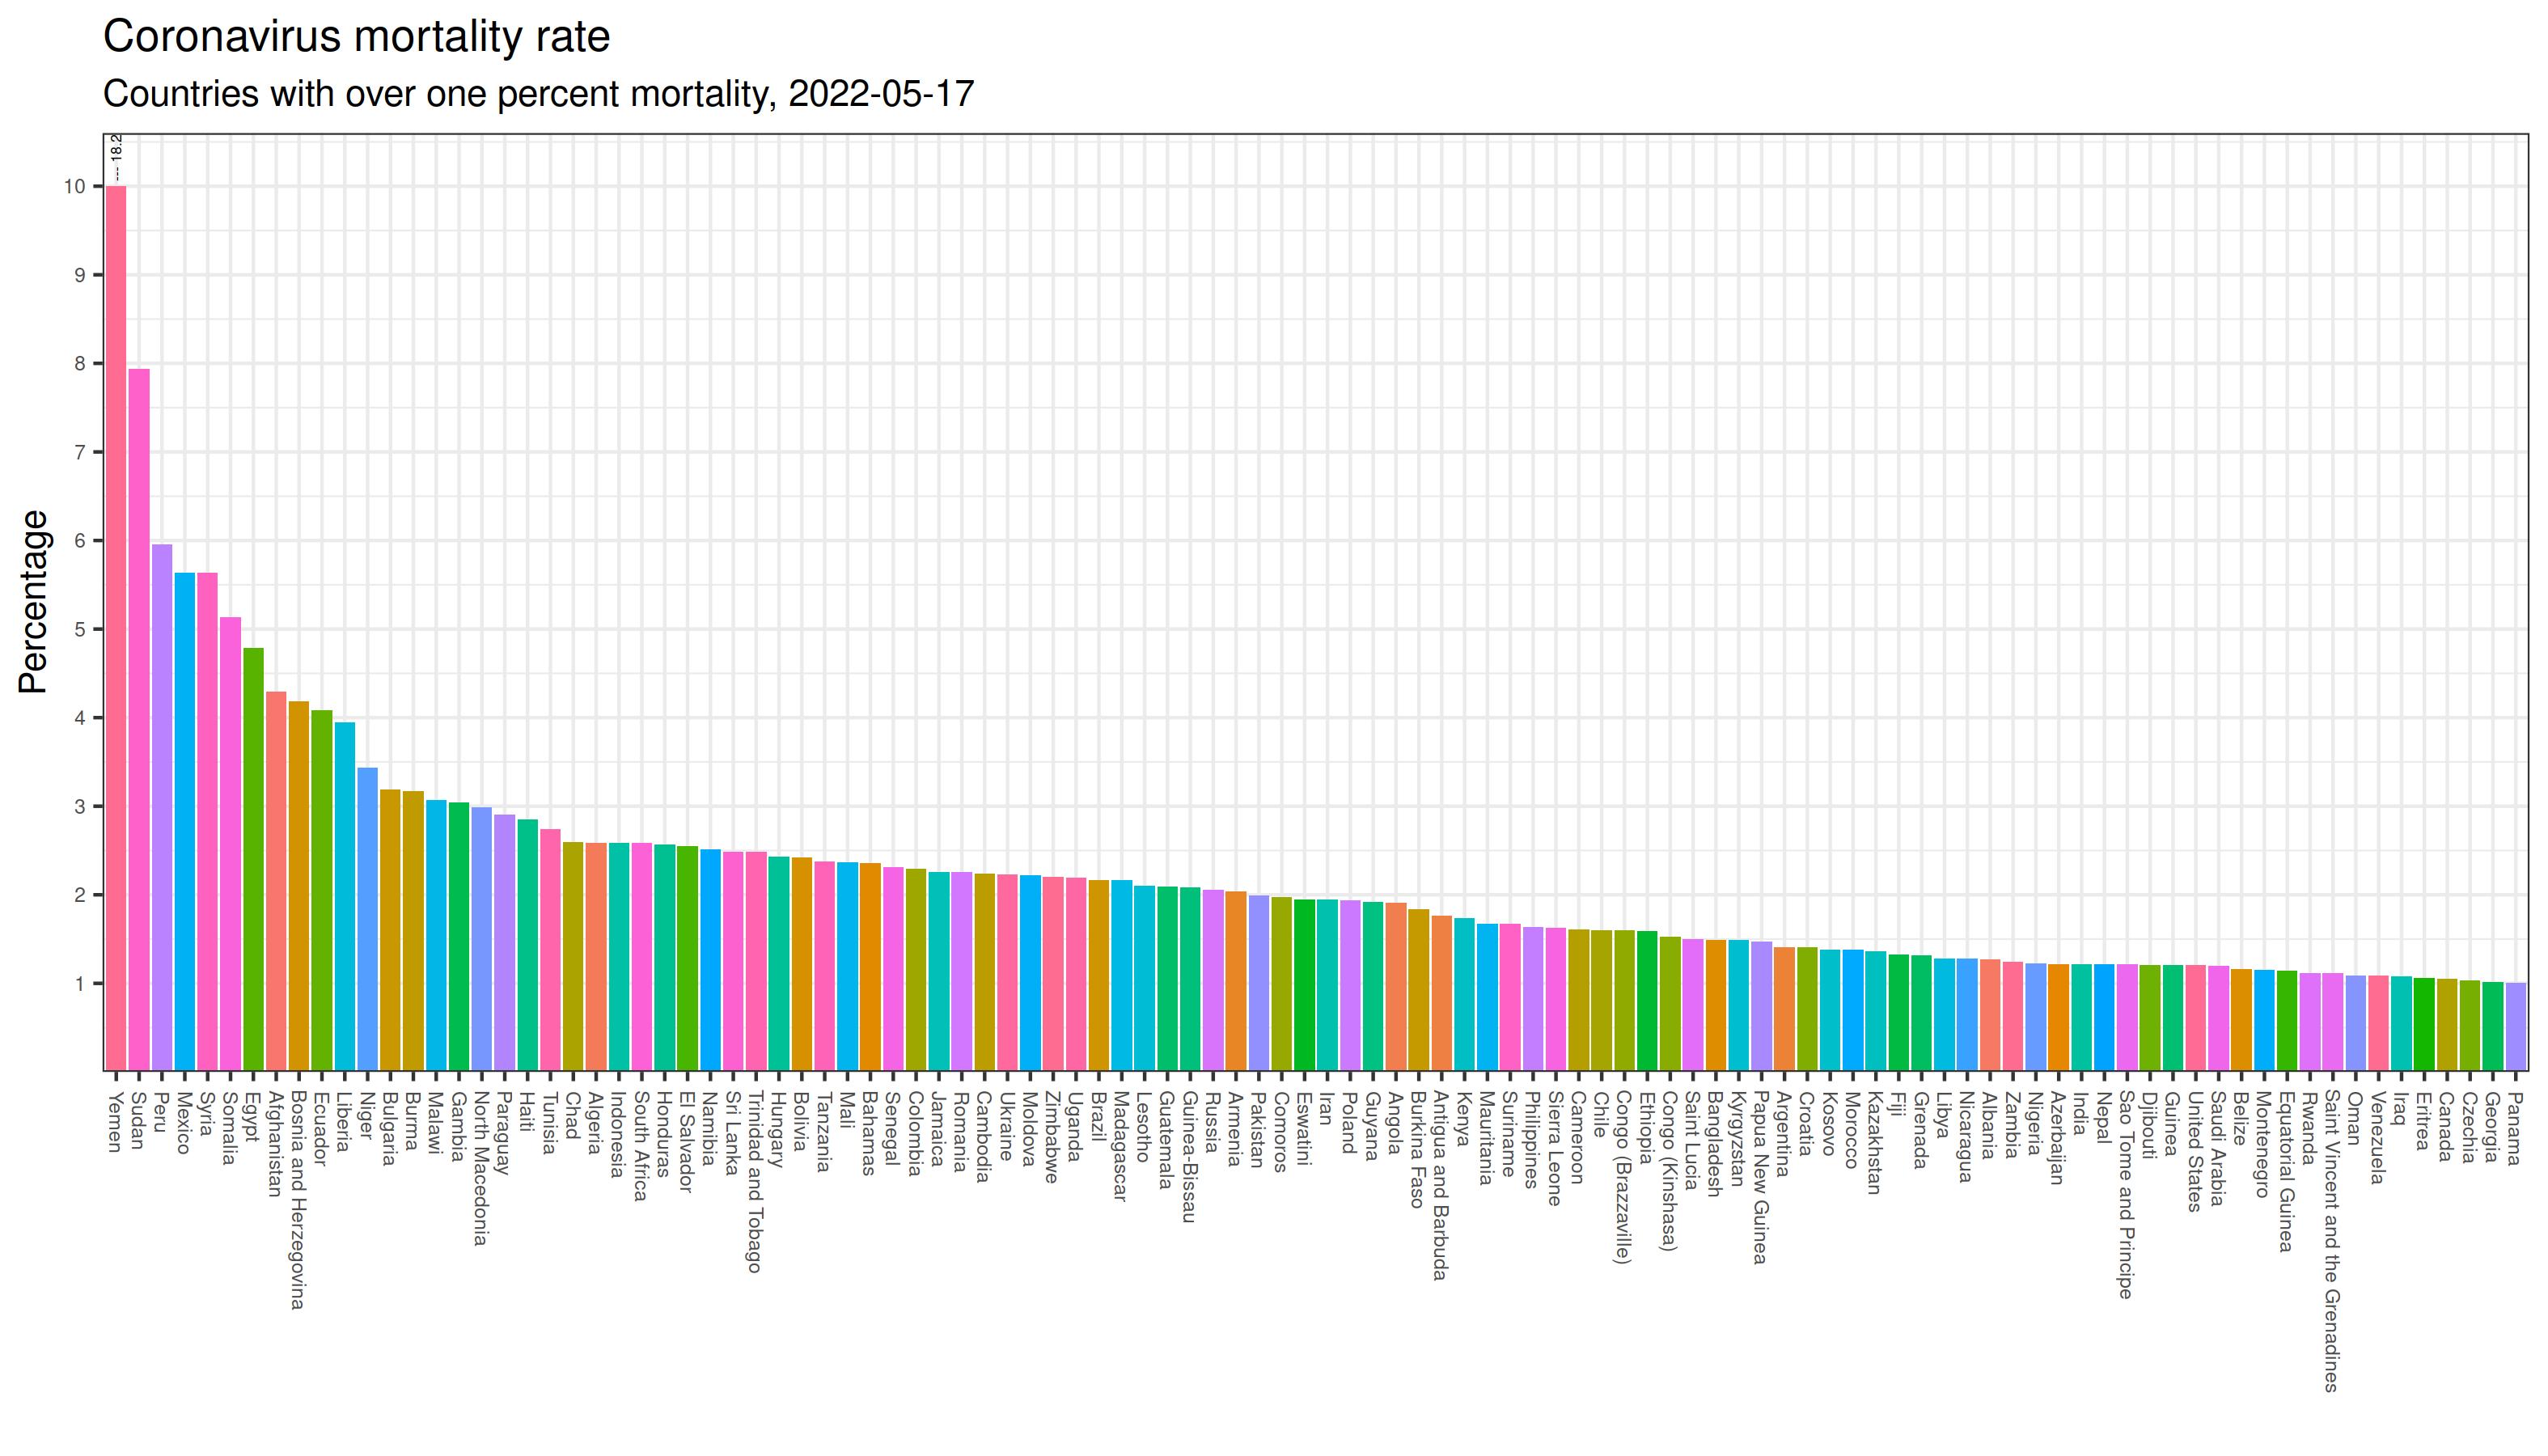 Coronavirus mortality rate
Countries with over one percent mortality, 2022-05-17
--- 18.2
10
9
8
7
6
5
4
3
2
1
Percentage
Yemen
Sudan
Peru
Mexico
Syria
Somalia
Egypt
Afghanistan
Bosnia and Herzegovina
Ecuador
Liberia
Niger
Bulgaria
Burma
Malawi
Gambia
North Macedonia
Paraguay
Haiti
Tunisia
Chad
Algeria
Indonesia
South Africa
Honduras
El Salvador
Namibia
Sri Lanka
Trinidad and Tobago
Hungary
Bolivia
Tanzania
Mali
Bahamas
Senegal
Colombia
Jamaica
Romania
Cambodia
Ukraine
Moldova
Zimbabwe
Uganda
Brazil
Madagascar
Lesotho
Guatemala
Guinea-Bissau
Russia
Armenia
Pakistan
Comoros
Eswatini
Iran
Poland
Guyana
Angola
Burkina Faso
Antigua and Barbuda
Kenya
Mauritania
Suriname
Philippines
Sierra Leone
Cameroon
Chile
Congo (Brazzaville)
Ethiopia
Congo (Kinshasa)
Saint Lucia
Bangladesh
Kyrgyzstan
Papua New Guinea
Argentina
Croatia
Kosovo
Morocco
Kazakhstan
Fiji
Grenada
Libya
Nicaragua
Albania
Zambia
Nigeria
Azerbaijan
India
Nepal
Sao Tome and Principe
Djibouti
Guinea
United States
Saudi Arabia
Belize
Montenegro
Equatorial Guinea
Rwanda
Saint Vincent and the Grenadines
Oman
Venezuela
Iraq
Eritrea
Canada
Czechia
Georgia
Panama